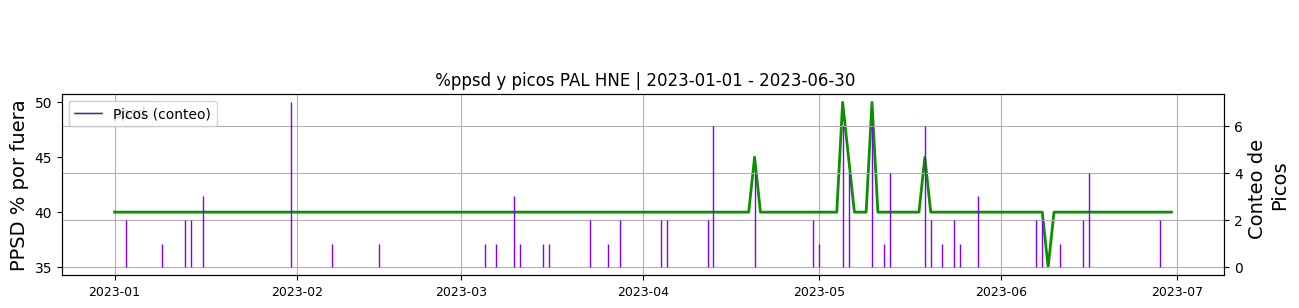 %ppsd y picos PAL HNE | 2023-01-01 - 2023-06-30
Picos (conteo)
PPSD % por fuera
50
45
40
35
6
4
2
0
Conteo de
Picos
2023-01 2023-02 2023-03 2023-04 2023-05 2023-06 2023-07